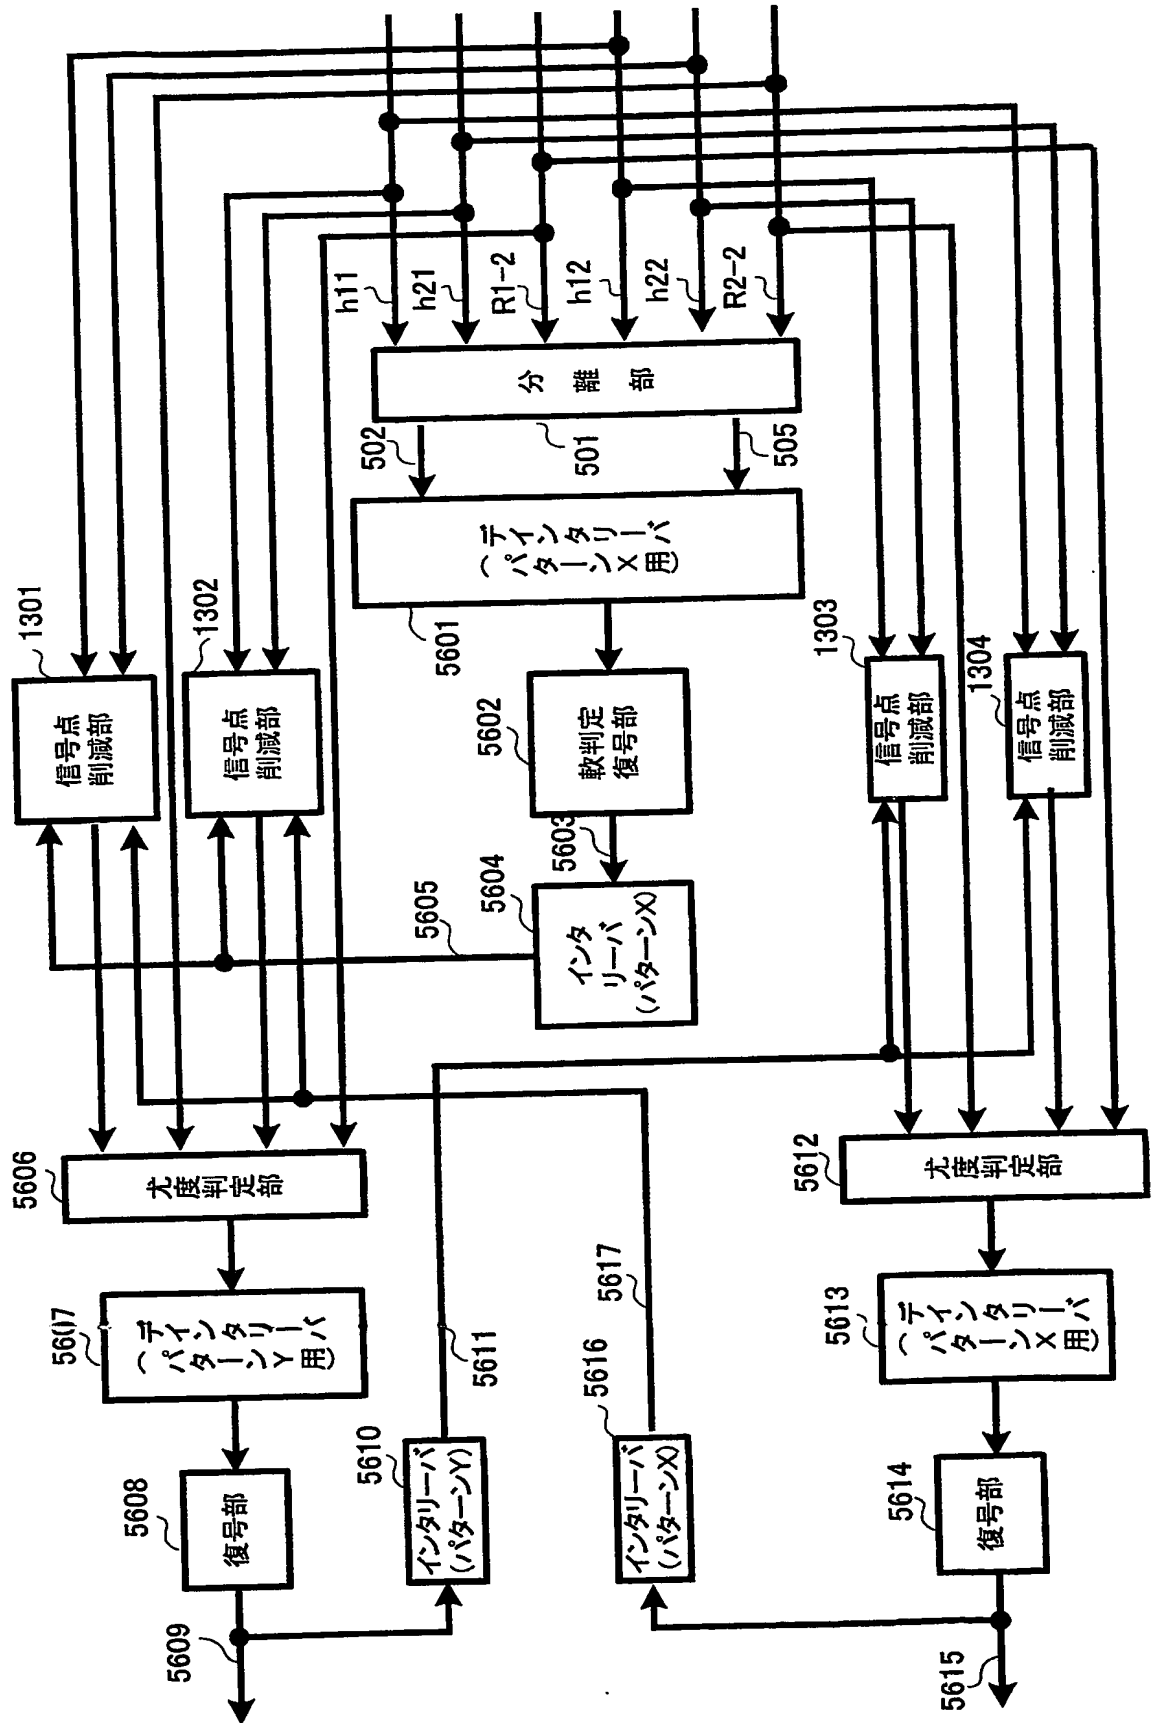 h11
h21
R1-2
h12
h22
R2-2
分離部
501
502
505
デインタリーバ
(パターンX用)
5601
1301
信号点
削減部
1302
信号点
削減部
1303
信号点
削減部
1304
信号点
削減部
5602
軟判定
復号部
5603
5604
インタ
リーバ
(パターンX)
5605
5606
尤度判定部
5607
デインタリーバ
(パターンY用)
5608
復号部
5609
5610
インタリーバ
(パターンY)
5611
5612
尤度判定部
5613
デインタリーバ
(パターンX用)
5614
復号部
5615
5616
インタリーバ
(パターンX)
5617